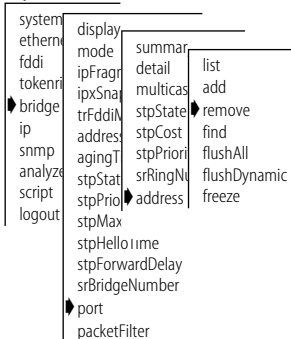 system
ethern
fddi
tokenri
bridge
ip
snmp
analyze
script
logout
display
mode
ipFragm
ipxSnap
trFddiM
address
agingT
stpStat
stpPrio
stpMax
stpHelloTime
stpForwardDelay
srBridgeNumber
port
packetFilter
summar
detail
multicas
stpState
stpCost
stpPriori
srRingNu
address
list
add
remove
find
flushAll
flushDynamic
freeze